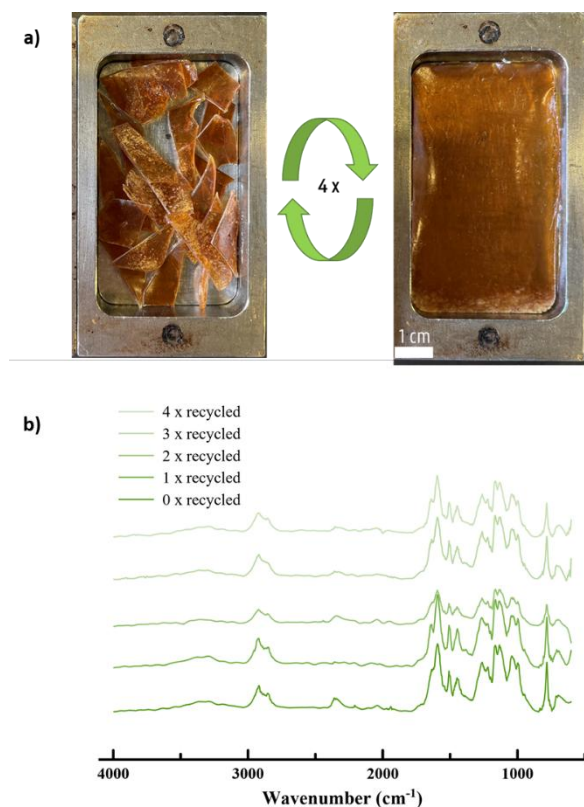 a)
4 x
1 cm
b)
4 x recycled
3 x recycled
2 x recycled
1 x recycled
0 x recycled
4000 3000 2000 1000
Wavenumber (cm⁻¹)